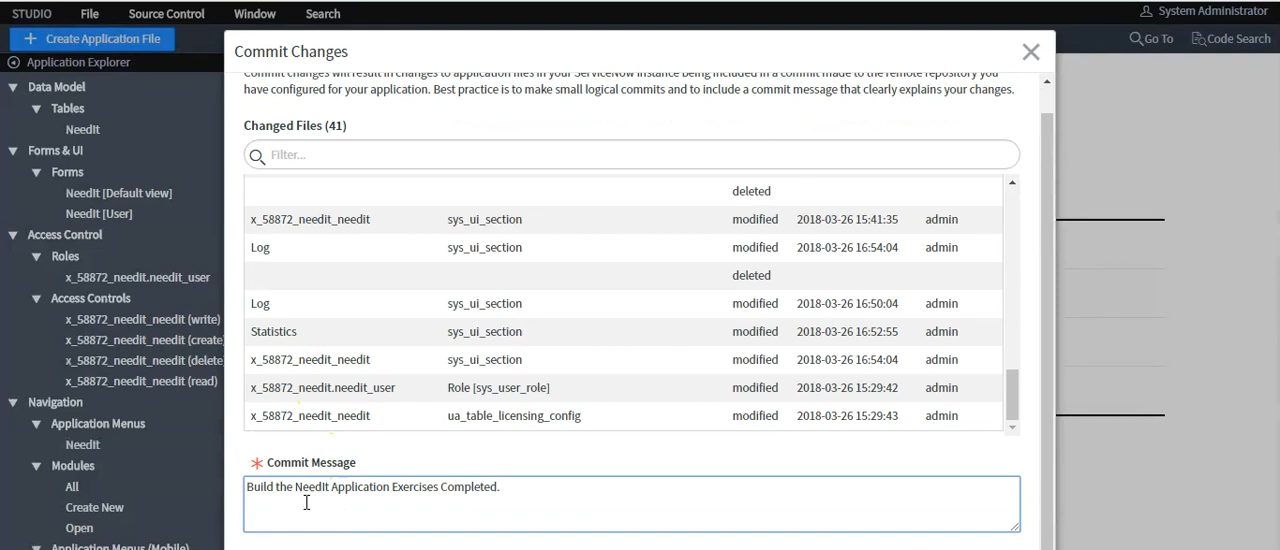 STUDIO File Source Control Window Search System Administrator
+ Create Application File Go To Code Search
Application Explorer
Data Model
Tables
NeedIt
Forms & UI
Forms
NeedIt [Default view]
NeedIt [User]
Access Control
Roles
x_58872_needit.needit_user
Access Controls
x_58872_needit_needit (write)
x_58872_needit_needit (create
x_58872_needit_needit (delete
x_58872_needit_needit (read)
Navigation
Application Menus
NeedIt
Modules
All
Create New
Open
Application Menus (Mobile)
Commit Changes
Commit changes will result in changes to application files in your ServiceNow instance being included in a commit made to the remote repository you
have configured for your application. Best practice is to make small logical commits and to include a commit message that clearly explains your changes.
Changed Files (41)
Filter...
deleted
x_58872_needit_needit sys_ui_section modified 2018-03-26 15:41:35 admin
Log sys_ui_section modified 2018-03-26 16:54:04 admin
deleted
Log sys_ui_section modified 2018-03-26 16:50:04 admin
Statistics sys_ui_section modified 2018-03-26 16:52:55 admin
x_58872_needit_needit sys_ui_section modified 2018-03-26 16:54:04 admin
x_58872_needit.needit_user Role [sys_user_role] modified 2018-03-26 15:29:42 admin
x_58872_needit_needit ua_table_licensing_config modified 2018-03-26 15:29:43 admin
Commit Message
Build the NeedIt Application Exercises Completed.